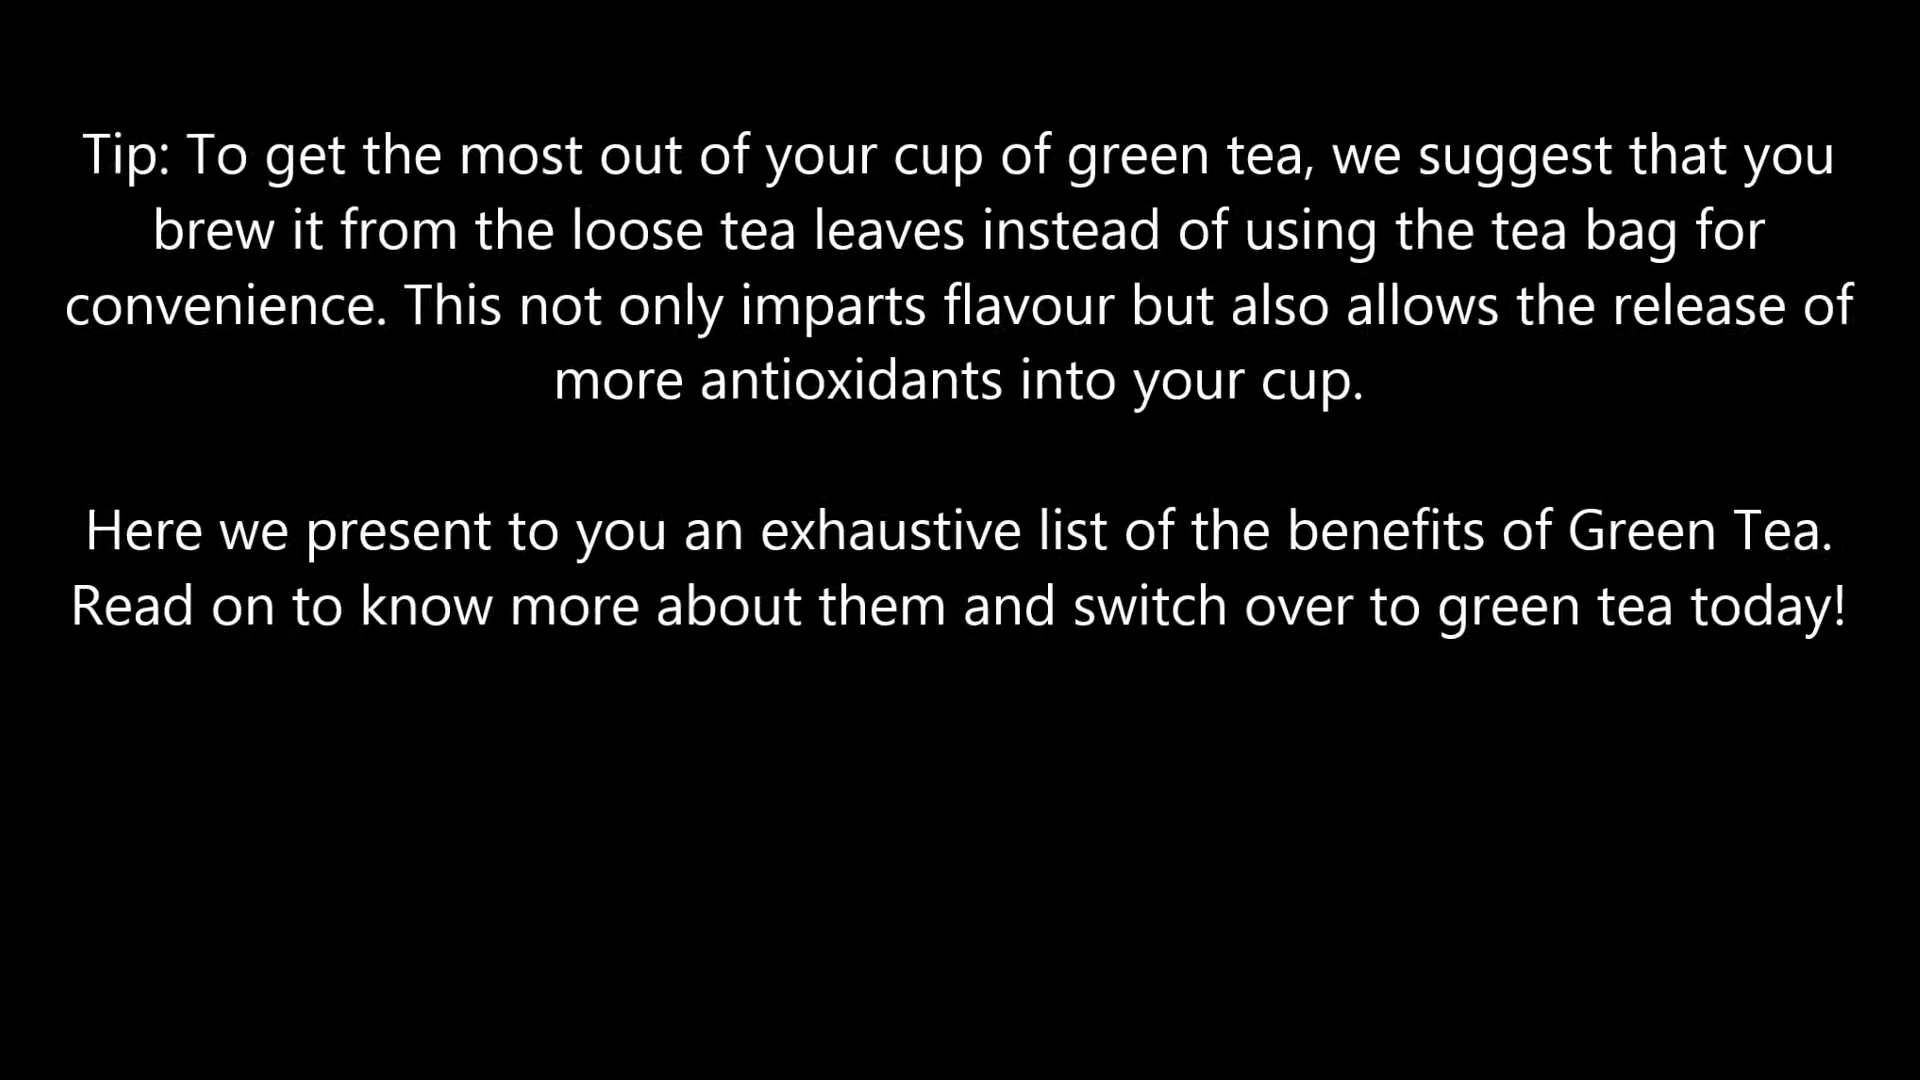 Tip: To get the most out of your cup of green tea, we suggest that you
brew it from the loose tea leaves instead of using the tea bag for
convenience. This not only imparts flavour but also allows the release of
more antioxidants into your cup.
Here we present to you an exhaustive list of the benefits of Green Tea.
Read on to know more about them and switch over to green tea today!